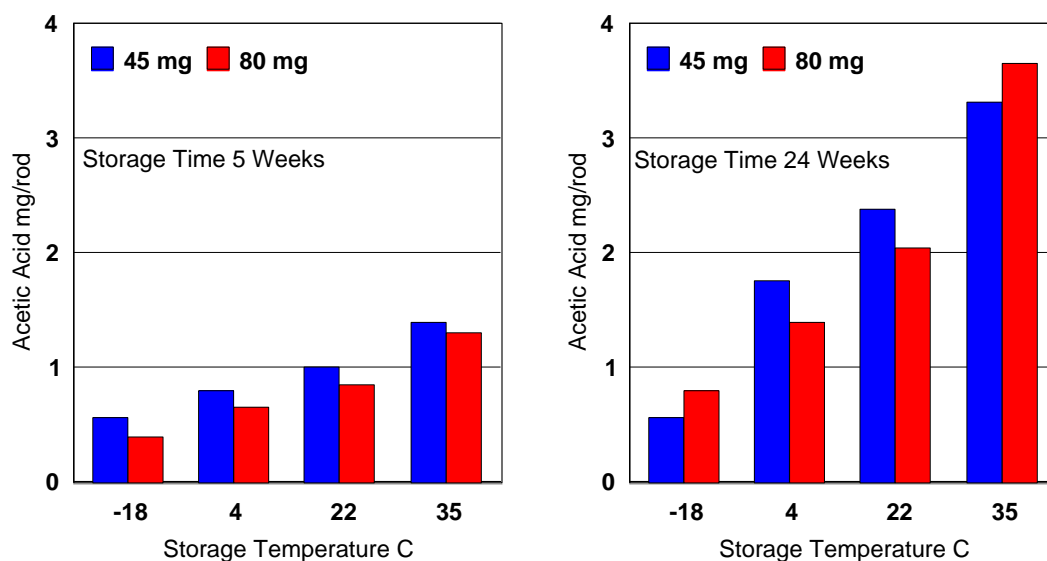 4
3
2
1
0
Acetic Acid mg/rod
45 mg 80 mg
Storage Time 5 Weeks
-18 4 22 35
Storage Temperature C
4
3
2
1
0
Acetic Acid mg/rod
45 mg 80 mg
Storage Time 24 Weeks
-18 4 22 35
Storage Temperature C